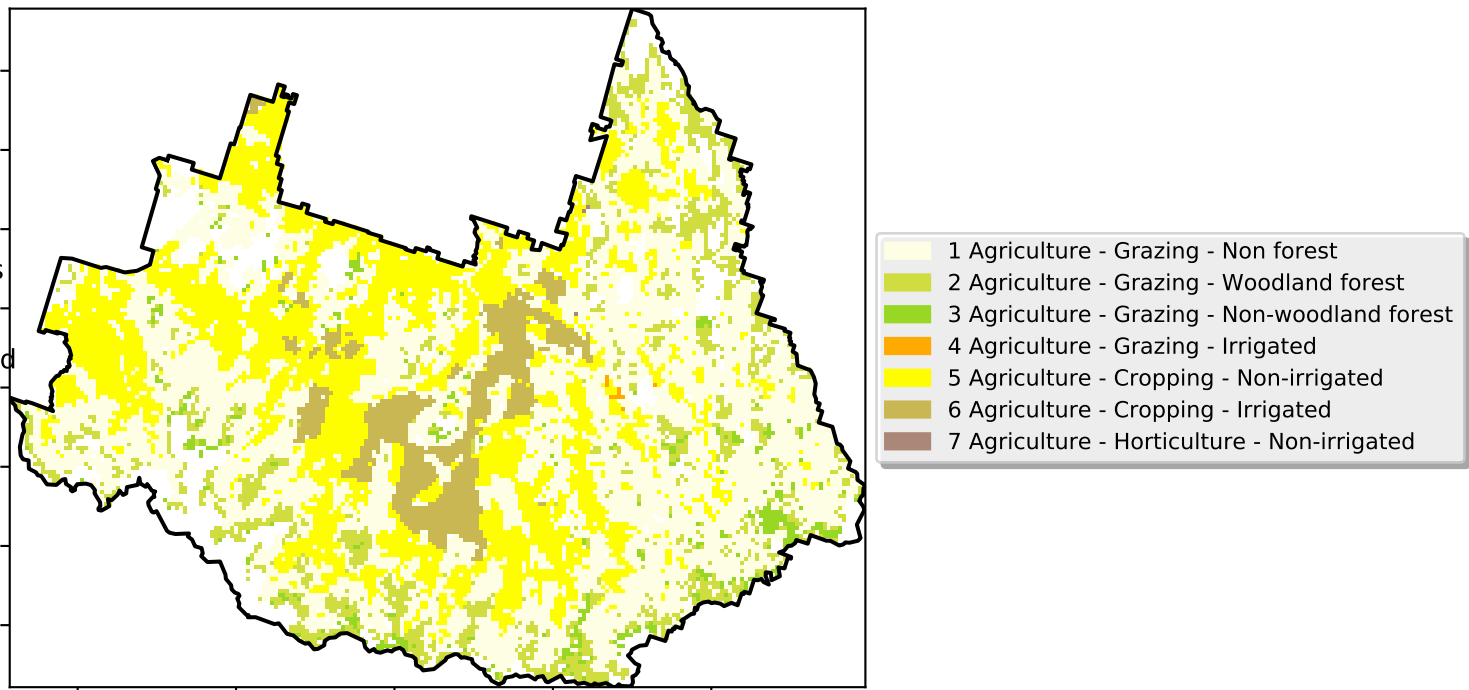 s
d
1 Agriculture - Grazing - Non forest
2 Agriculture - Grazing - Woodland forest
3 Agriculture - Grazing - Non-woodland forest
4 Agriculture - Grazing - Irrigated
5 Agriculture - Cropping - Non-irrigated
6 Agriculture - Cropping - Irrigated
7 Agriculture - Horticulture - Non-irrigated